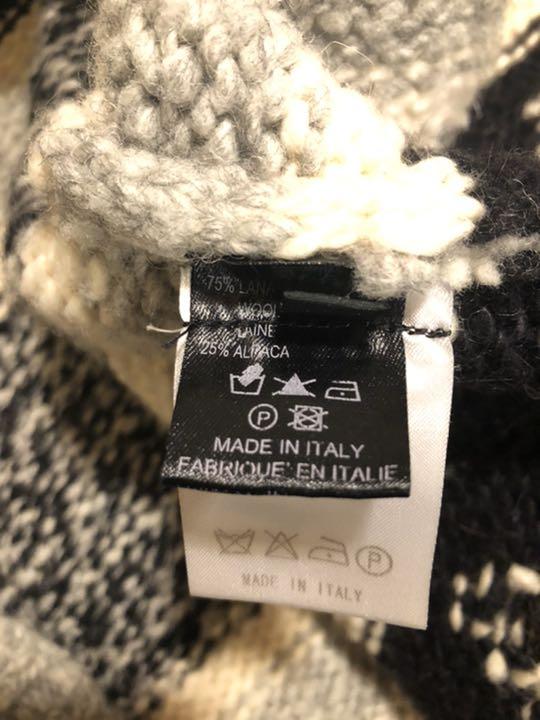 75% LANA
WOOL
LAINE
25% ALPACA
P
MADE IN ITALY
FABRIQUE' EN ITALIE
P
MADE IN ITALY